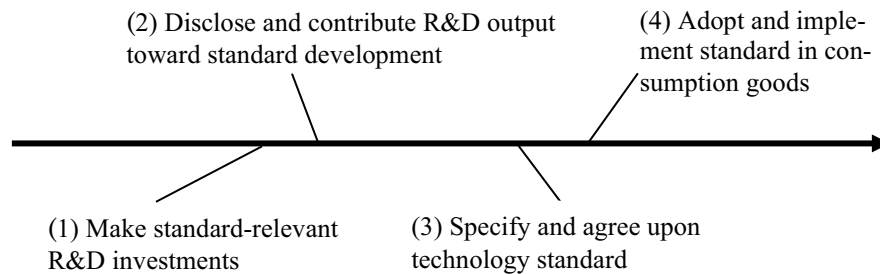 (2) Disclose and contribute R&D output
toward standard development
(4) Adopt and imple-
ment standard in con-
sumption goods
(1) Make standard-relevant
R&D investments
(3) Specify and agree upon
technology standard